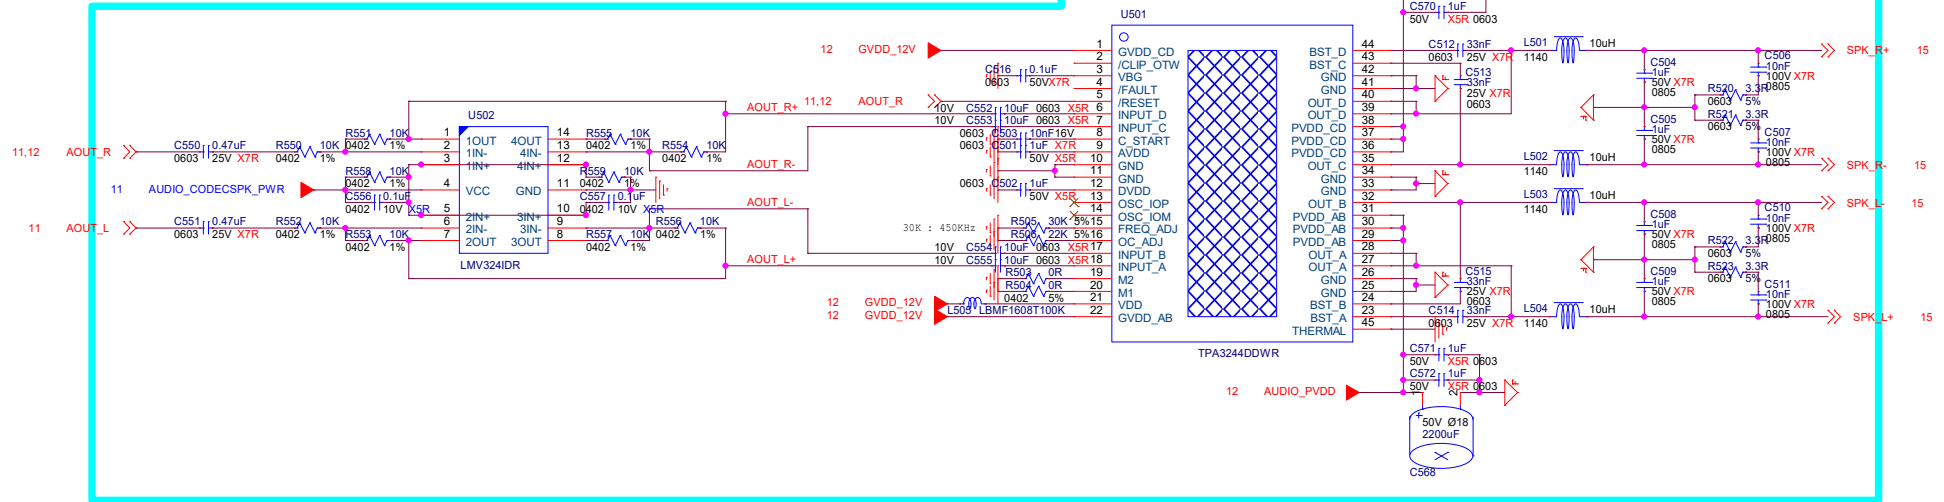 C570 1uF
50V X5R 0603
U501
12 GVDD_12V
1 GVDD_CD
2 /CLIP_OTW
3 VBG
4 /FAULT
5 /RESET
6 INPUT_D
7 INPUT_C
8 C_START
9 AVDD
10 GND
11 GND
12 DVDD
13 OSC_IOP
14 OSC_IOM
15 FREQ_ADJ
16 OC_ADJ
17 INPUT_B
18 INPUT_A
19 M2
20 M1
21 VDD
22 GVDD_AB
BST_D 44
BST_C 43
GND 42
GND 41
OUT_D 40
OUT_D 39
PVDD_CD 38
PVDD_CD 37
PVDD_CD 36
OUT_C 35
GND 34
GND 33
OUT_B 32
PVDD_AB 31
PVDD_AB 30
PVDD_AB 29
OUT_A 28
OUT_A 27
GND 26
GND 25
BST_B 24
BST_A 23
THERMAL 45
TPA3244DDWR
C516 0.1uF
0603 50V X7R
11,12 AOUT_R
AOUT_R+
10V C552 10uF 0603 X5R
10V C553 10uF 0603 X5R
0603 C503 10nF 16V
X7R
C501 1uF
50V X5R
AOUT_R-
0603 C502 1uF
50V X5R
AOUT_L-
30K : 450KHz
R505 30K 5%
R506 22K 5%
10V C554 10uF 0603 X5R
10V C555 10uF 0603 X5R
AOUT_L+
R503 0R
R504 0R
0402 5%
12 GVDD_12V
12 GVDD_12V
L505 LBMF1608T100K
U502
1 1OUT
2 1IN-
3 1IN+
4 VCC
5 2IN+
6 2IN-
7 2OUT
4OUT 14
4IN- 13
4IN+ 12
GND 11
3IN+ 10
3IN- 9
3OUT 8
LMV324IDR
11,12 AOUT_R
C550 0.47uF
0603 25V X7R
R550 10K
0402 1%
R551 10K
0402 1%
R555 10K
0402 1%
R554 10K
0402 1%
R558 10K
0402 1%
R559 10K
0402 1%
11 AUDIO_CODECSPK_PWR
C556 0.1uF
0402 10V X5R
C557 0.1uF
0402 10V X5R
11 AOUT_L
C551 0.47uF
0603 25V X7R
R552 10K
0402 1%
R553 10K
0402 1%
R556 10K
0402 1%
R557 10K
0402 1%
C512 33nF
0603 25V X7R
C513
33nF
25V X7R
0603
L501 10uH
1140
C504
1uF
50V X7R
0805
C506
10nF
100V X7R
R520 3.3R
0603 5%
R521 3.3R
0603 5%
C505
1uF
50V X7R
0805
C507
10nF
100V X7R
0805
SPK_R+ 15
L502 10uH
1140
SPK_R- 15
L503 10uH
1140
SPK_L- 15
C508
1uF
50V X7R
0805
C510
10nF
100V X7R
0805
R522 3.3R
0603 5%
R523 3.3R
0603 5%
C509
1uF
50V X7R
0805
C511
10nF
100V X7R
0805
C515
33nF
25V X7R
0603
C514 33nF
0603 25V X7R
L504 10uH
1140
SPK_L+ 15
C571 1uF
50V X5R 0603
C572 1uF
50V X5R 0603
12 AUDIO_PVDD
1 2
+
50V Ø18
2200uF
C568